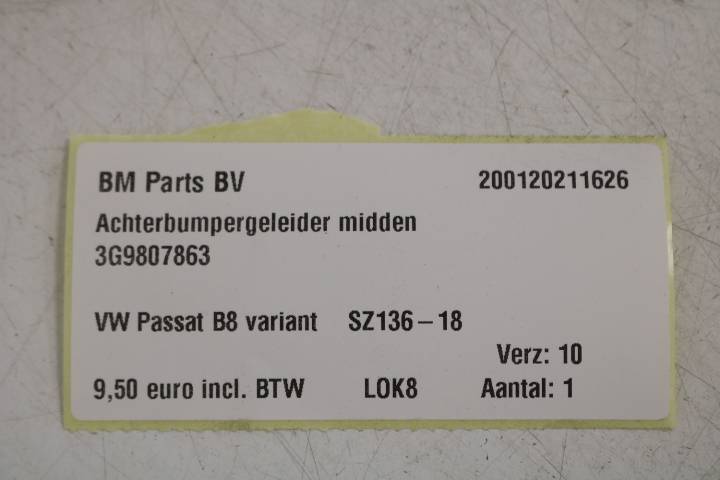 BM Parts BV 200120211626
Achterbumpergeleider midden
3G9807863
VW Passat B8 variant SZ136-18
Verz: 10
9,50 euro incl. BTW LOK8 Aantal: 1